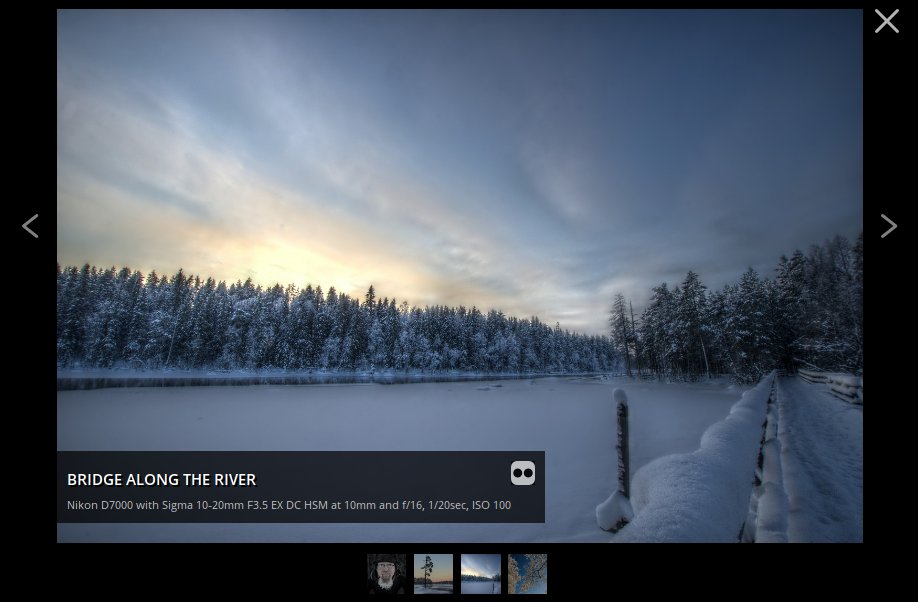 BRIDGE ALONG THE RIVER
Nikon D7000 with Sigma 10-20mm F3.5 EX DC HSM at 10mm and f/16, 1/20sec, ISO 100